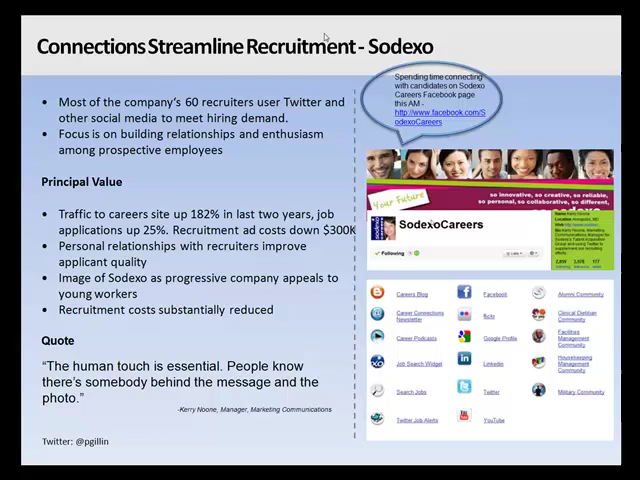 Connections Streamline Recruitment - Sodexo
Spending time connecting
with candidates on Sodexo
Careers Facebook page
this AM -
http://www.facebook.com/S
odexoCareers
• Most of the company's 60 recruiters user Twitter and
other social media to meet hiring demand.
• Focus is on building relationships and enthusiasm
among prospective employees
Principal Value
• Traffic to careers site up 182% in last two years, job
applications up 25%. Recruitment ad costs down $300K
• Personal relationships with recruiters improve
applicant quality
• Image of Sodexo as progressive company appeals to
young workers
• Recruitment costs substantially reduced
Quote
“The human touch is essential. People know
there's somebody behind the message and the
photo.”
-Kerry Noone, Manager, Marketing Communications
Twitter: @pgillin
Your Future
so innovative, so creative, so reliable,
so personal, so collaborative, so different,
sodexo
SodexoCareers
Following
Name Kerry Noone
Location Annapolis, MD
Careers Blog
Facebook
Alumni Community
Career Connections
Newsletter
flickr
Clinical Dietitian
Community
Career Podcasts
Google Profile
Facilities
Management
Community
Job Search Widget
LinkedIn
Housekeeping
Management
Community
Search Jobs
Twitter
Military Community
Twitter Job Alerts
YouTube